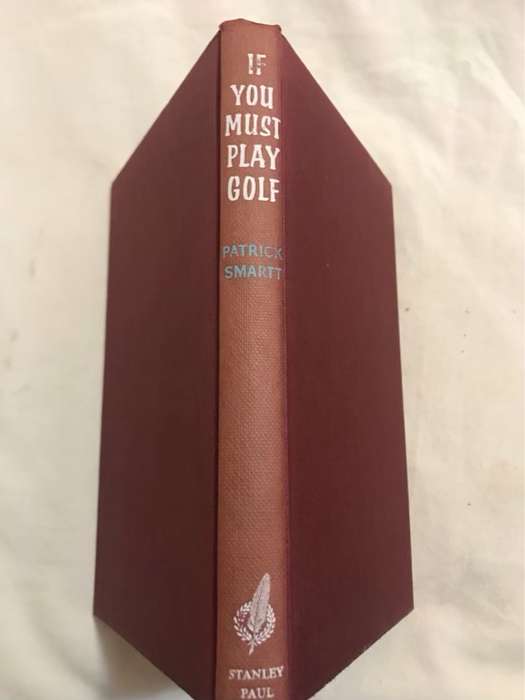 IF
YOU
MUST
PLAY
GOLF
PATRICK
SMARTT
STANLEY
PAUL